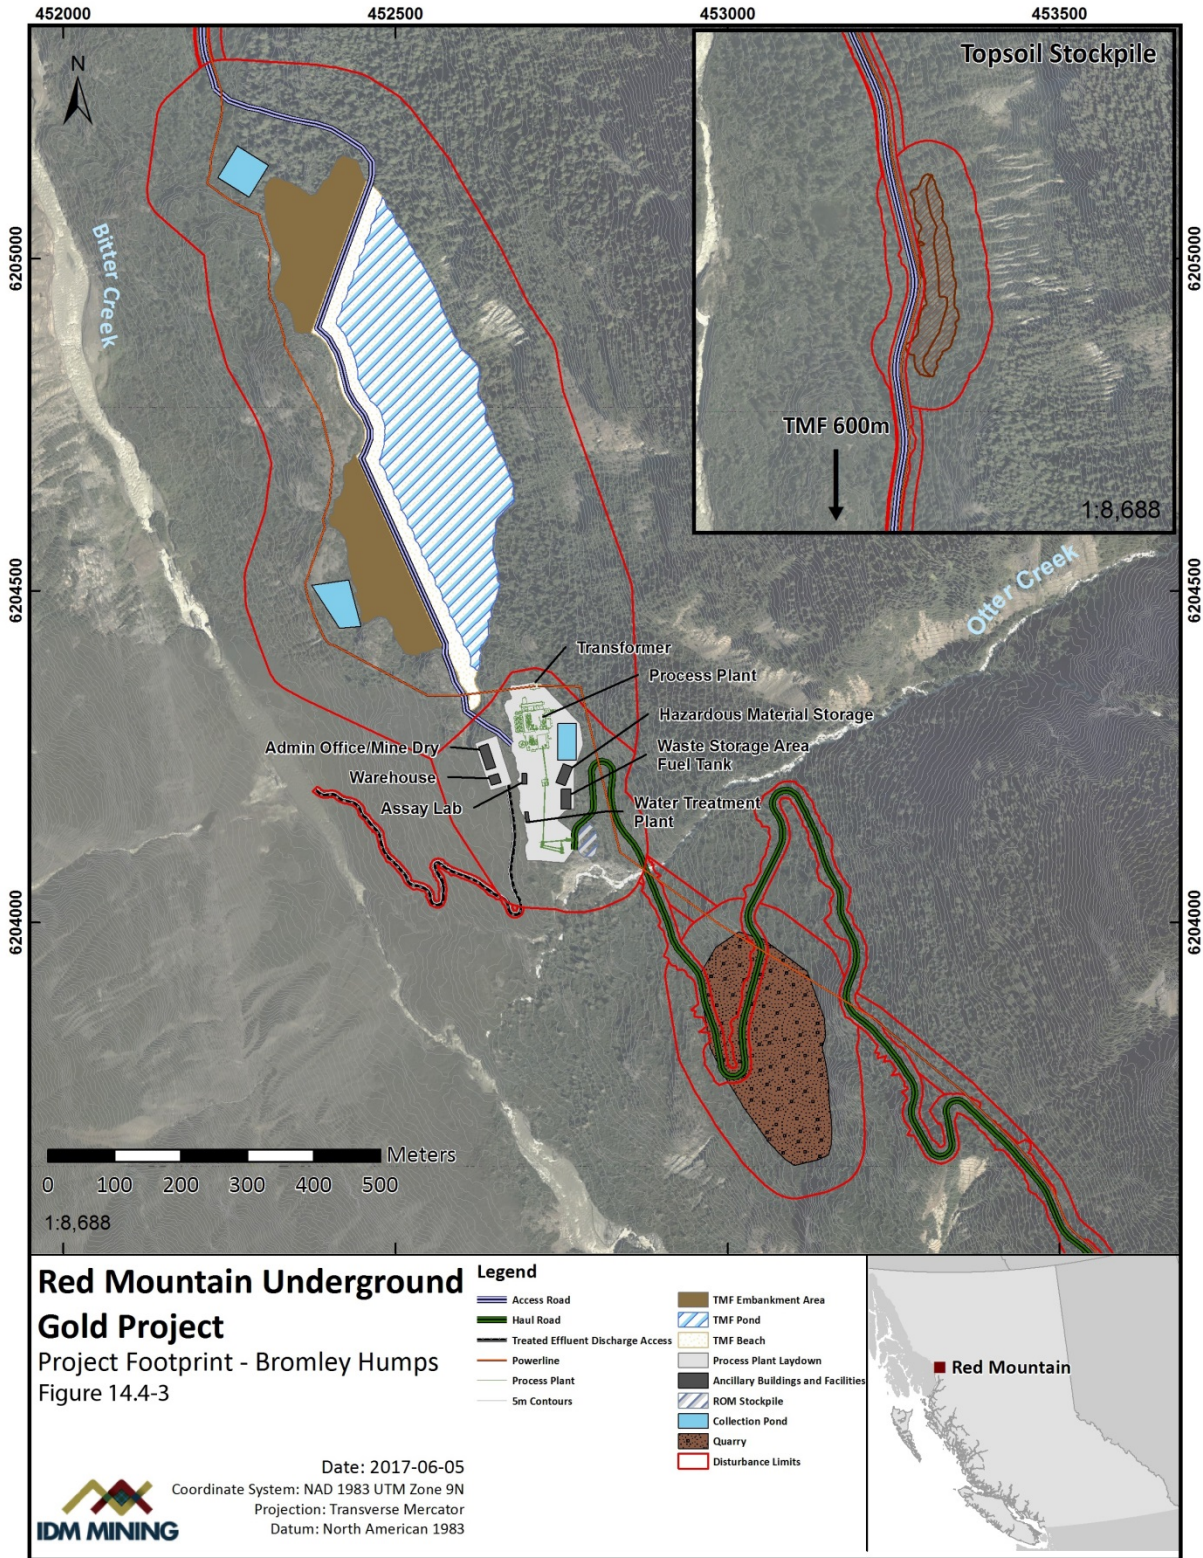 452000
452500
453000
453500
6205000
6204500
6204000
6205000
6204500
6204000
N
Topsoil Stockpile
TMF 600m
1:8,688
Bitter Creek
Otter Creek
Transformer
Process Plant
Hazardous Material Storage
Waste Storage Area
Fuel Tank
Admin Office/Mine Dry
Warehouse
Assay Lab
Water Treatment
Plant
Meters
0 100 200 300 400 500
1:8,688
Red Mountain Underground
Gold Project
Project Footprint - Bromley Humps
Figure 14.4-3
Date: 2017-06-05
Coordinate System: NAD 1983 UTM Zone 9N
Projection: Transverse Mercator
Datum: North American 1983
IDM MINING
Legend
Access Road
Haul Road
Treated Effluent Discharge Access
Powerline
Process Plant
5m Contours
TMF Embankment Area
TMF Pond
TMF Beach
Process Plant Laydown
Ancillary Buildings and Facilities
ROM Stockpile
Collection Pond
Quarry
Disturbance Limits
Red Mountain